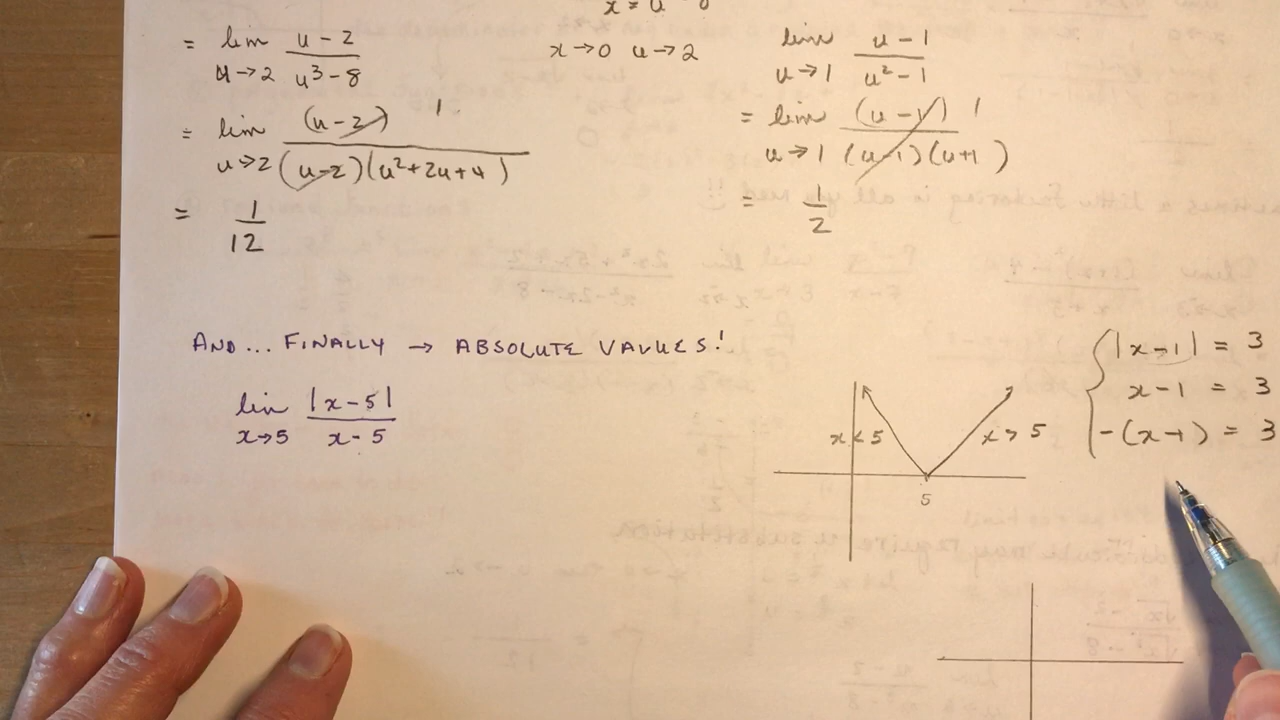 = lim u - 2 / u³ - 8
u → 2
x → 0 u → 2
= lim (u - 2) 1 / (u - 2)(u² + 2u + 4)
u → 2
= 1/12
lim u - 1 / u² - 1
u → 1
= lim (u - 1) 1 / (u - 1)(u + 1)
u → 1
= 1/2
AND... FINALLY → ABSOLUTE VALUES!
lim |x - 5| / x - 5
x → 5
x < 5
x > 5
5
|x - 1| = 3
x - 1 = 3
-(x - 1) = 3